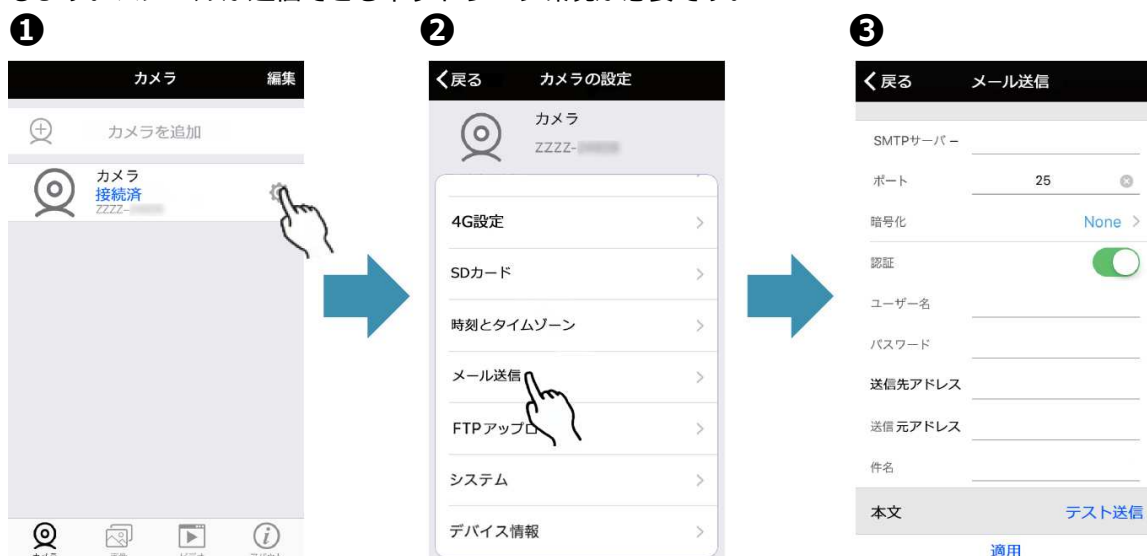 ❶
❷
❸
カメラ 編集
カメラを追加
カメラ
接続済
ZZZZ-
戻る カメラの設定
カメラ
ZZZZ-
4G設定
SDカード
時刻とタイムゾーン
メール送信
FTPアップロ
システム
デバイス情報
戻る メール送信
SMTPサーバー
ポート 25
暗号化 None
認証
ユーザー名
パスワード
送信先アドレス
送信元アドレス
件名
本文 テスト送信
適用